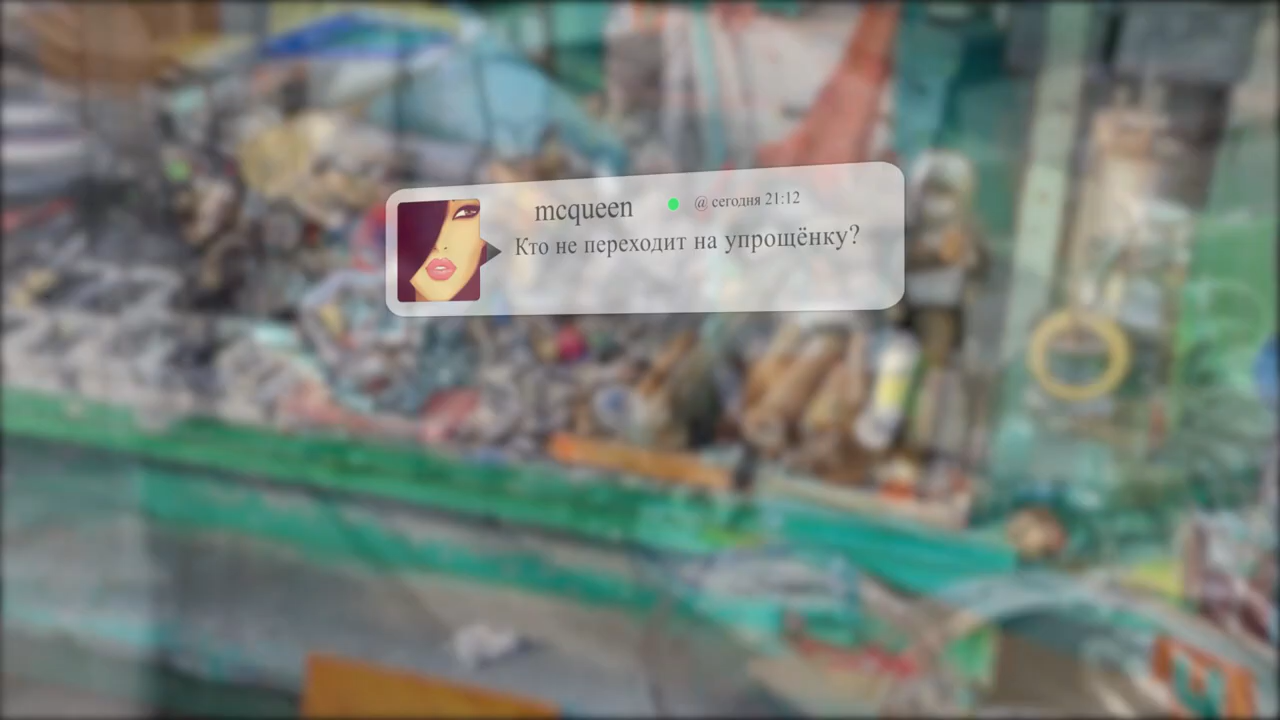 mcqueen @ сегодня 21:12
Кто не переходит на упрощёнку?